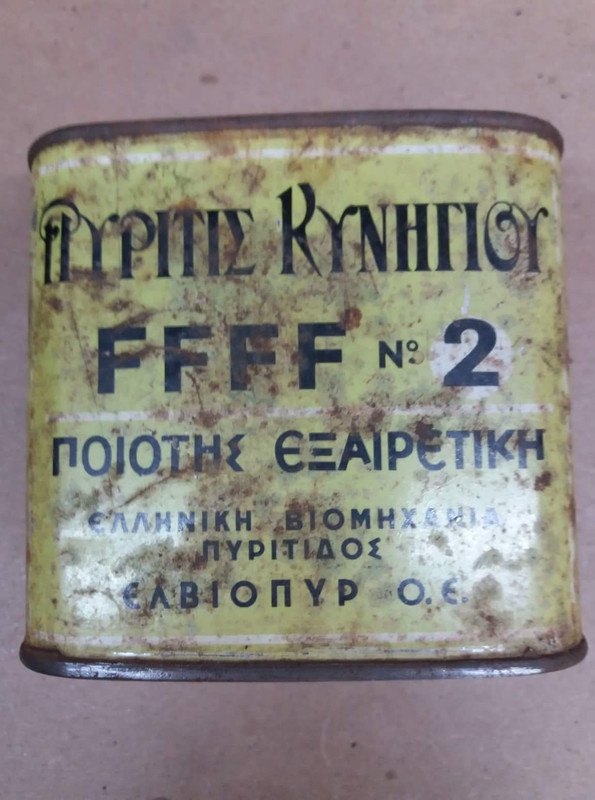 ΠΥΡΙΤΙΣ ΚΥΝΗΓΙΟΥ
FFFF Nº 2
ΠΟΙΟΤΗΣ ΕΞΑΙΡΕΤΙΚΗ
ΕΛΛΗΝΙΚΗ ΒΙΟΜΗΧΑΝΙΑ
ΠΥΡΙΤΙΔΟΣ
ΕΛΒΙΟΠΥΡ Ο.Ε.